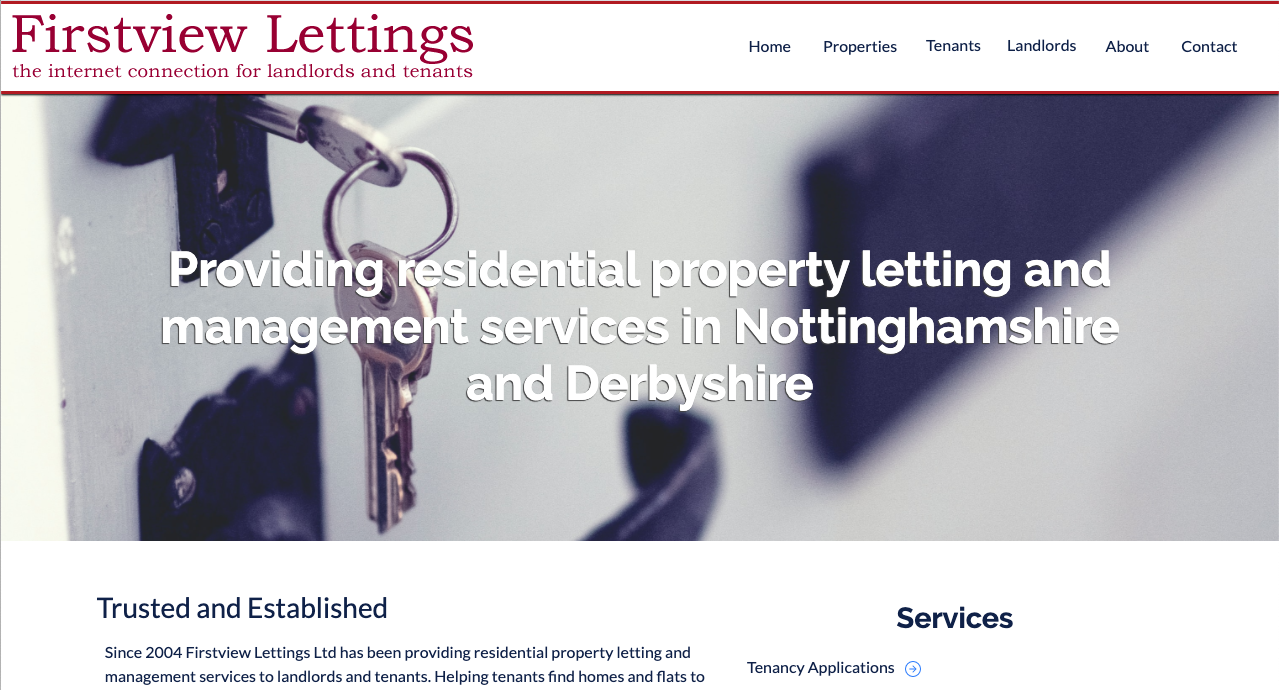 Firstview Lettings
the internet connection for landlords and tenants
Home Properties Tenants Landlords About Contact
Providing residential property letting and
management services in Nottinghamshire
and Derbyshire
Trusted and Established
Since 2004 Firstview Lettings Ltd has been providing residential property letting and
management services to landlords and tenants. Helping tenants find homes and flats to
Services
Tenancy Applications